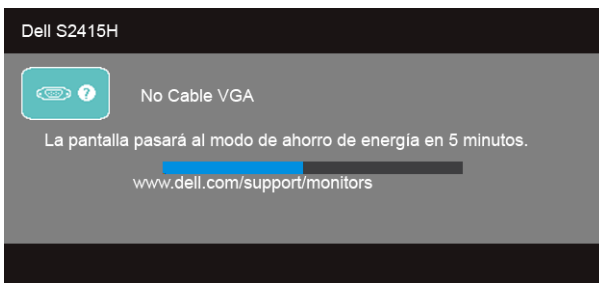 Dell S2415H
No Cable VGA
La pantalla pasará al modo de ahorro de energía en 5 minutos.
www.dell.com/support/monitors